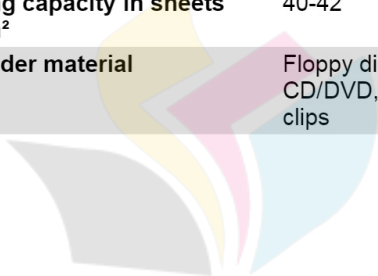 g capacity in sheets 40-42
²
der material Floppy di
CD/DVD,
clips